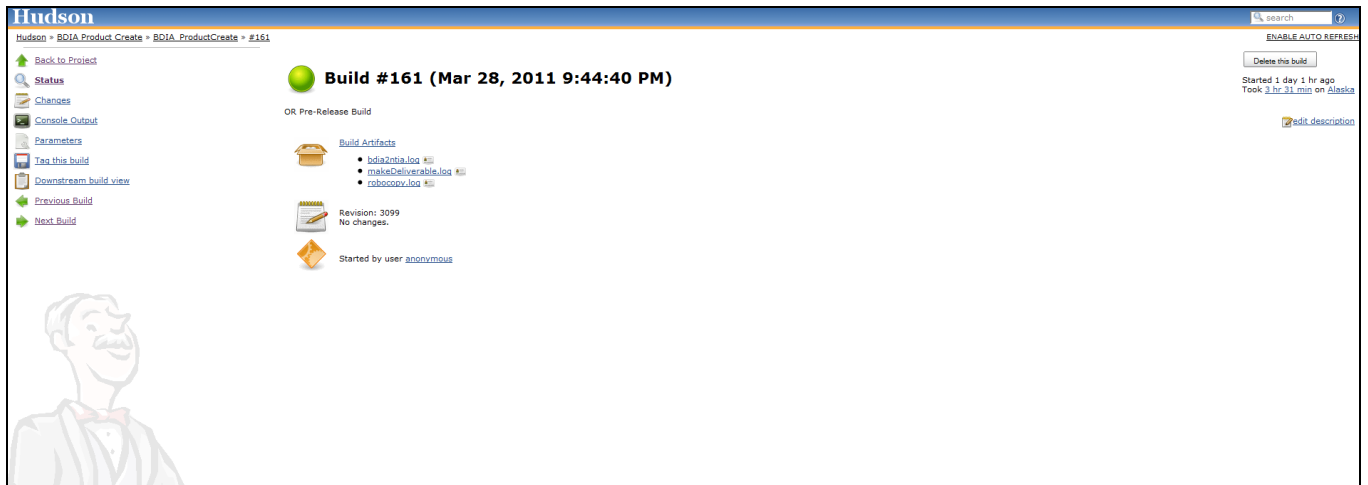 Hudson
search
Hudson » BDIA Product Create » BDIA_ProductCreate » #161
ENABLE AUTO REFRESH
Back to Project
Status
Changes
Console Output
Parameters
Tag this build
Downstream build view
Previous Build
Next Build
Build #161 (Mar 28, 2011 9:44:40 PM)
Delete this build
Started 1 day 1 hr ago
Took 3 hr 31 min on Alaska
OR Pre-Release Build
edit description
Build Artifacts
bdia2ntia.log
makeDeliverable.log
robocopy.log
Revision: 3099
No changes.
Started by user anonymous